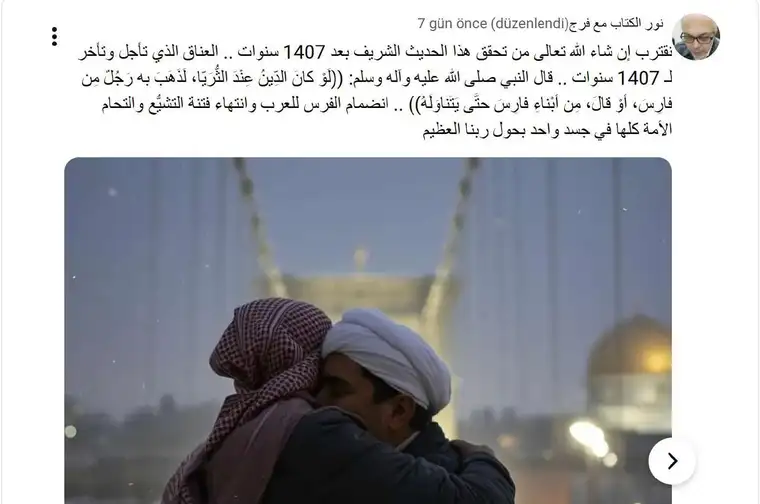 نور الكتاب مع فرج 7 gün önce (düzenlendi)
نقترب إن شاء الله تعالى من تحقق هذا الحديث الشريف بعد 1407 سنوات .. العناق الذي تأجل وتأخر
لـ 1407 سنوات .. قال النبي صلى الله عليه وآله وسلم: ((لَوْ كانَ الدِّينُ عِنْدَ الثُّرَيّا، لَذَهَبَ به رَجُلٌ مِن
فارِسَ، أوْ قالَ، مِن أبْناءِ فارِسَ حتَّى يَتَناوَلَهُ)) .. انضمام الفرس للعرب وانتهاء فتنة التشيُّع والتحام
الأمة كلها في جسد واحد بحول ربنا العظيم